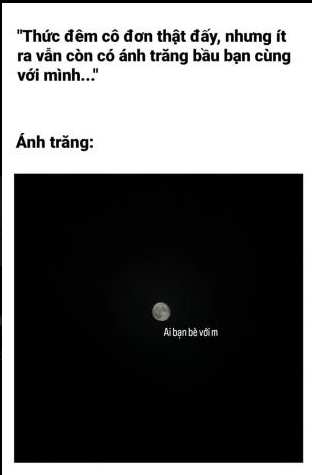 "Thức đêm cô đơn thật đấy, nhưng ít
ra vẫn còn có ánh trăng bầu bạn cùng
với mình..."
Ánh trăng:
Ai bạn bè với m